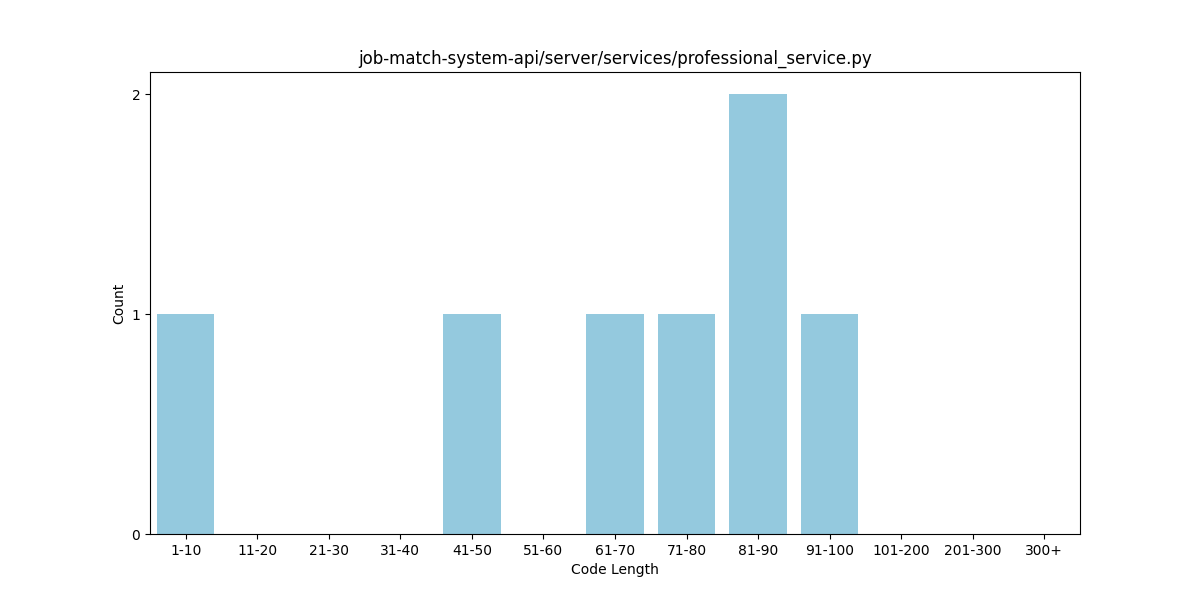 job-match-system-api/server/services/professional_service.py
2
1
0
Count
1-10 11-20 21-30 31-40 41-50 51-60 61-70 71-80 81-90 91-100 101-200 201-300 300+
Code Length